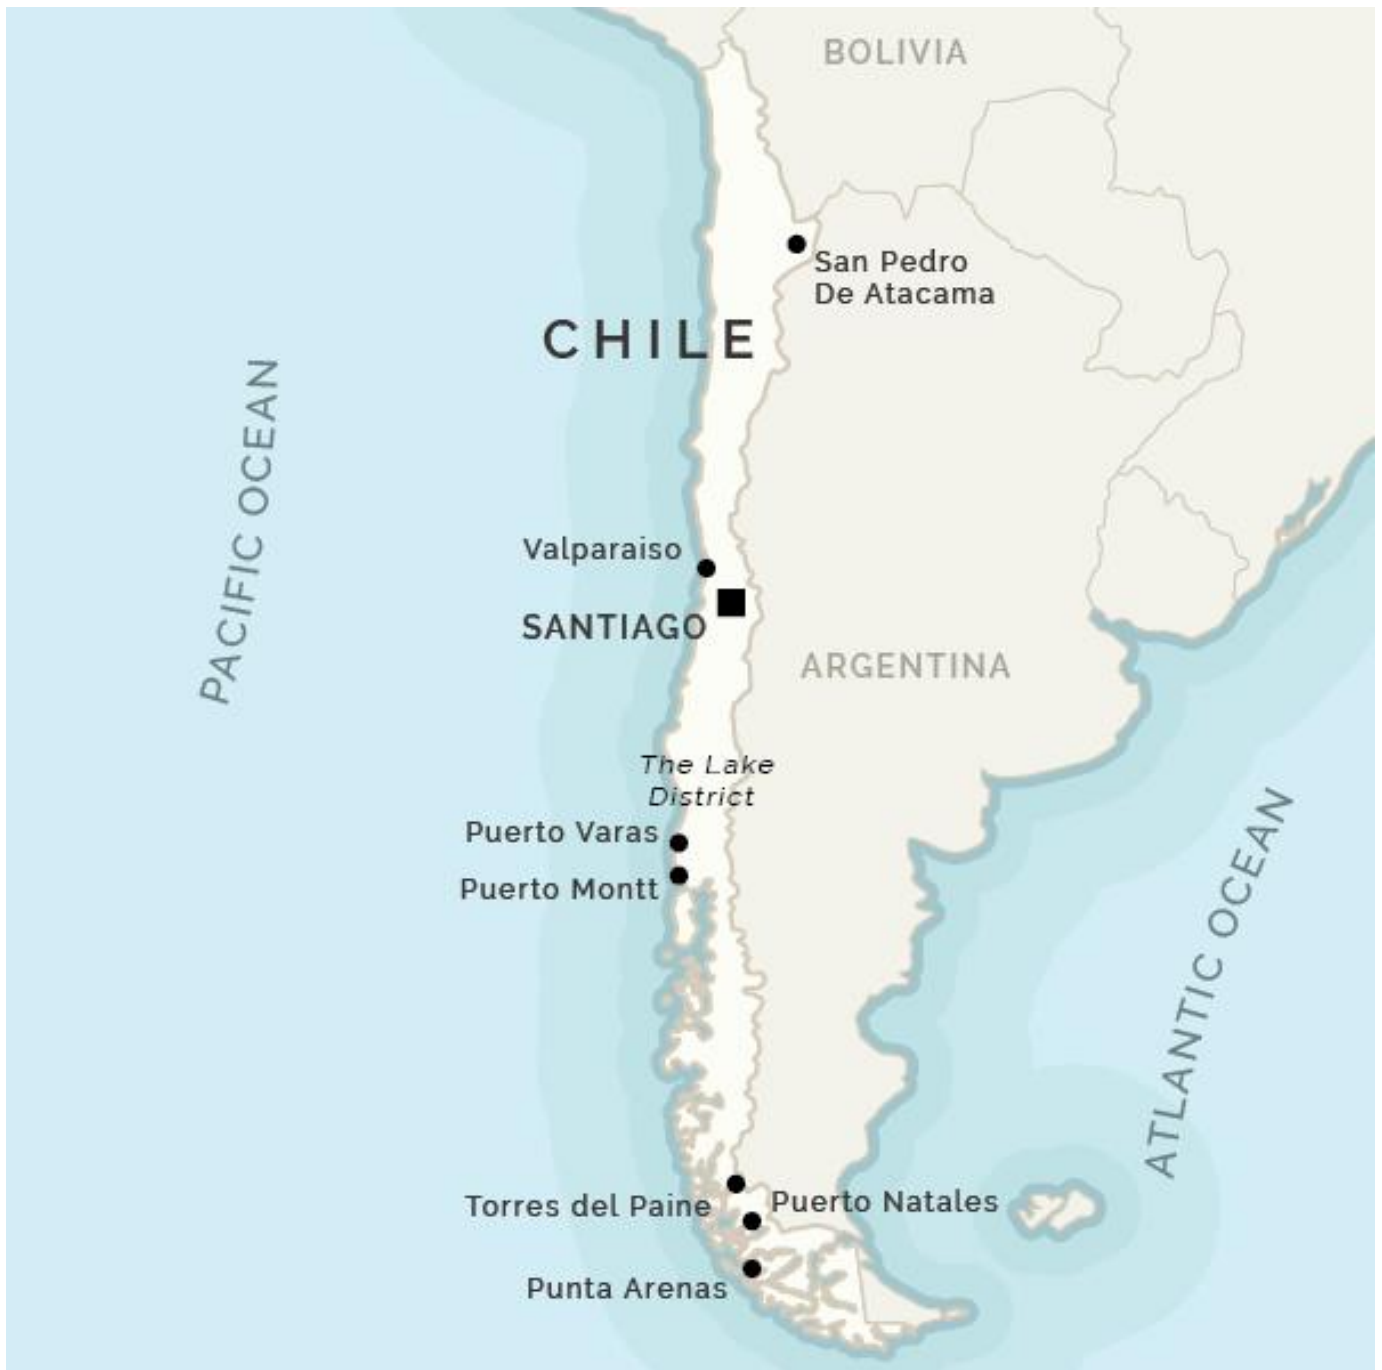 BOLIVIA
San Pedro
De Atacama
CHILE
PACIFIC OCEAN
Valparaiso
SANTIAGO
ARGENTINA
The Lake
District
Puerto Varas
Puerto Montt
ATLANTIC OCEAN
Torres del Paine
Puerto Natales
Punta Arenas